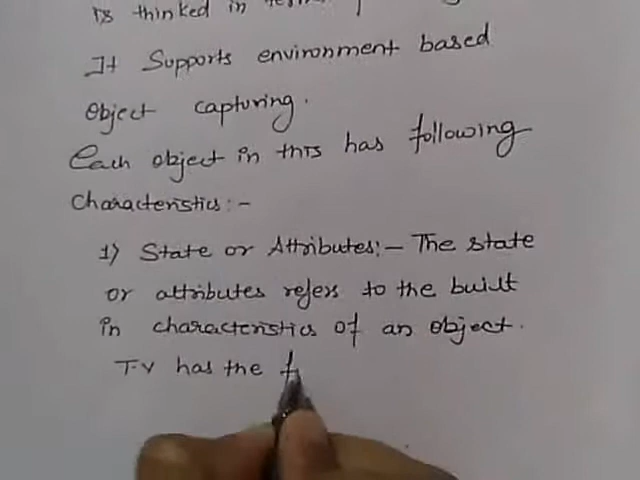 is thinked in
It Supports environment based
object capturing.
Each object in this has following
characteristics:-
1) State or Attributes:- The state
or attributes refers to the built
in characteristics of an object.
T.V has the f